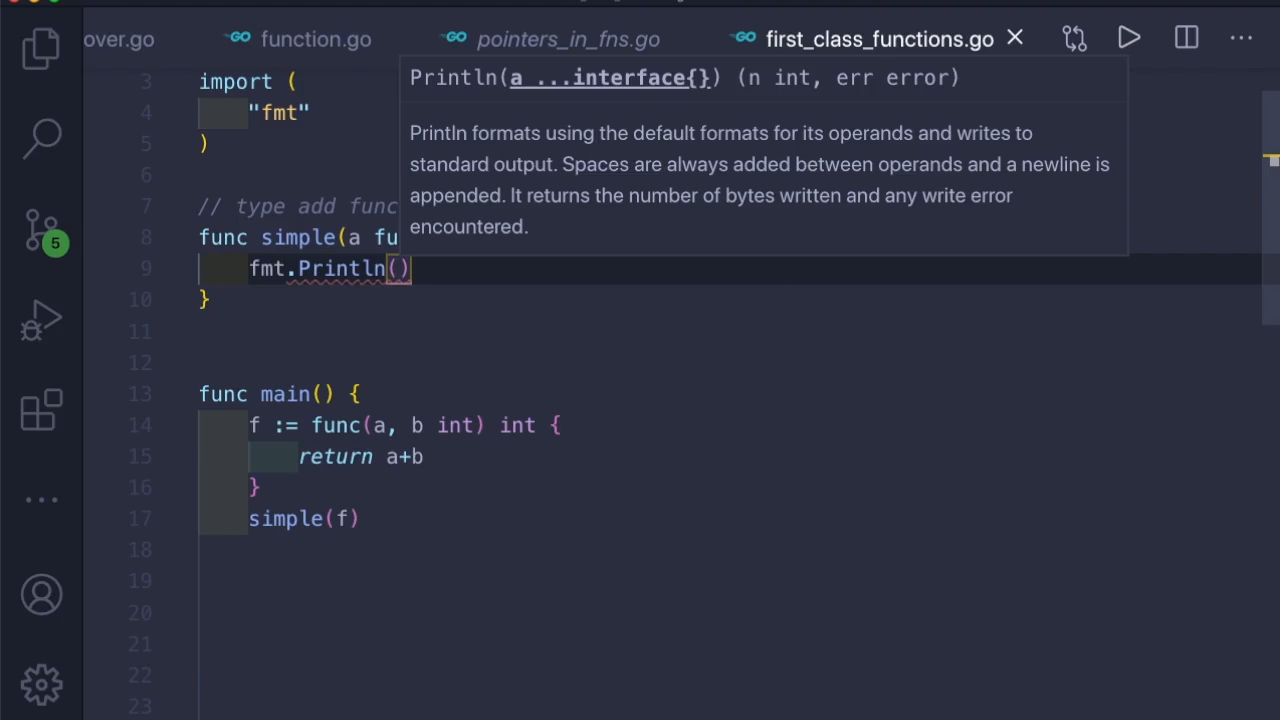 over.go
function.go
pointers_in_fns.go
first_class_functions.go
Println(a ...interface{}) (n int, err error)
Println formats using the default formats for its operands and writes to
standard output. Spaces are always added between operands and a newline is
appended. It returns the number of bytes written and any write error
encountered.
3 import (
4 "fmt"
5 )
6
7 // type add func
8 func simple(a fu
9 fmt.Println()
10 }
11
12
13 func main() {
14 f := func(a, b int) int {
15 return a+b
16 }
17 simple(f)
18
19
20
21
22
23
5